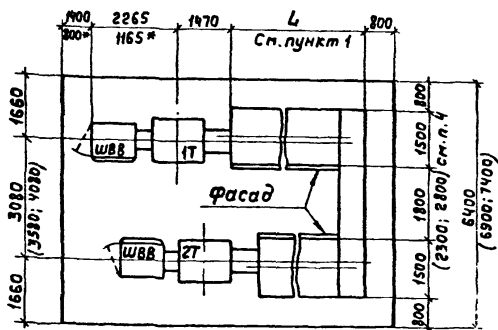 1400 2265 1470 L 800
800* 1165* См. пункт 1
1660
3080
(3580; 4080)
1660
ШВВ 1Т
Фасад
ШВВ 2Т
800
1500
1800
(2300; 2800) см. п. 4
1500
800
6400
(6900; 7400)